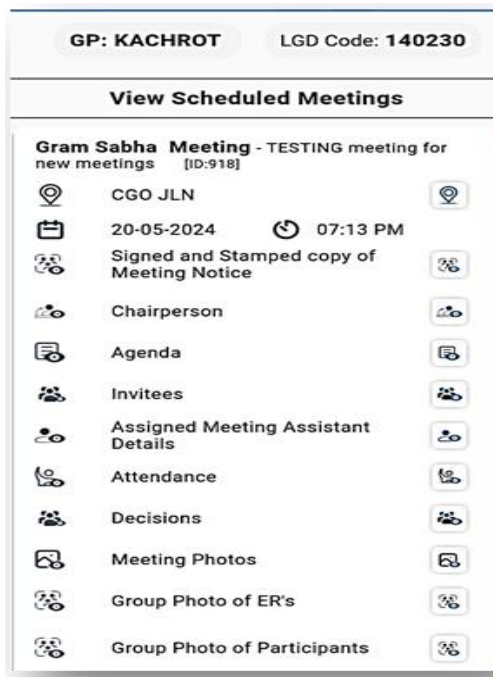 GP: KACHROT LGD Code: 140230
View Scheduled Meetings
Gram Sabha Meeting - TESTING meeting for
new meetings [ID:918]
CGO JLN
20-05-2024 07:13 PM
Signed and Stamped copy of
Meeting Notice
Chairperson
Agenda
Invitees
Assigned Meeting Assistant
Details
Attendance
Decisions
Meeting Photos
Group Photo of ER's
Group Photo of Participants